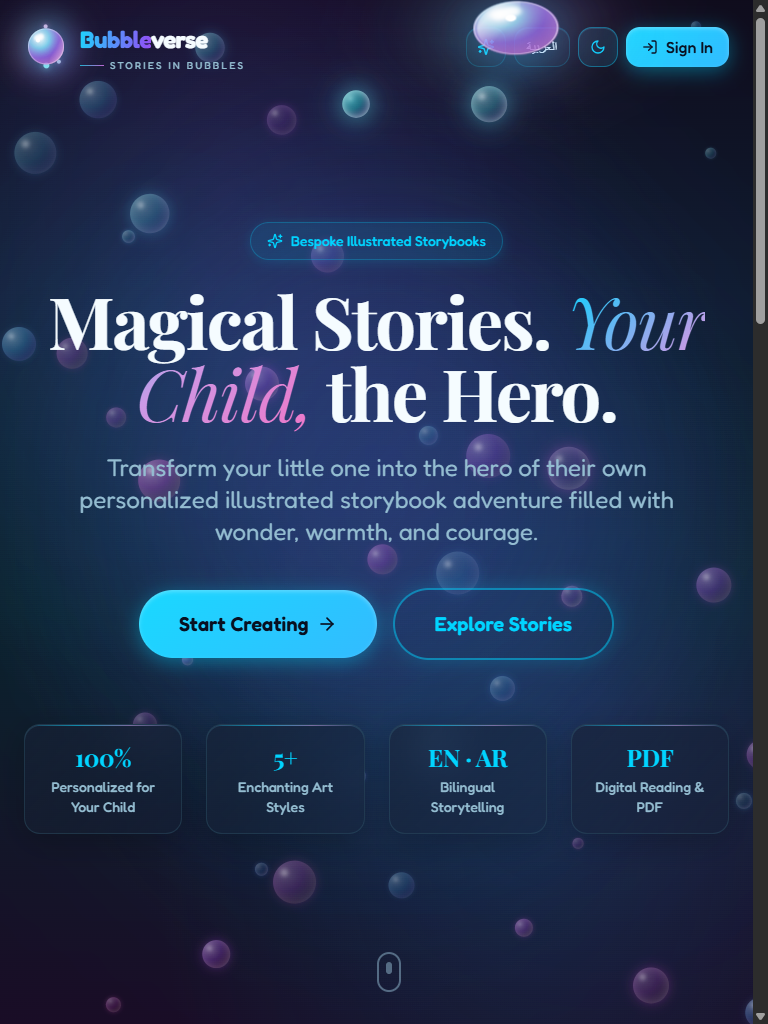 Bubbleverse
STORIES IN BUBBLES
العربية
Sign In
Bespoke Illustrated Storybooks
Magical Stories. Your
Child, the Hero.
Transform your little one into the hero of their own
personalized illustrated storybook adventure filled with
wonder, warmth, and courage.
Start Creating
Explore Stories
100%
Personalized for
Your Child
5+
Enchanting Art
Styles
EN · AR
Bilingual
Storytelling
PDF
Digital Reading &
PDF